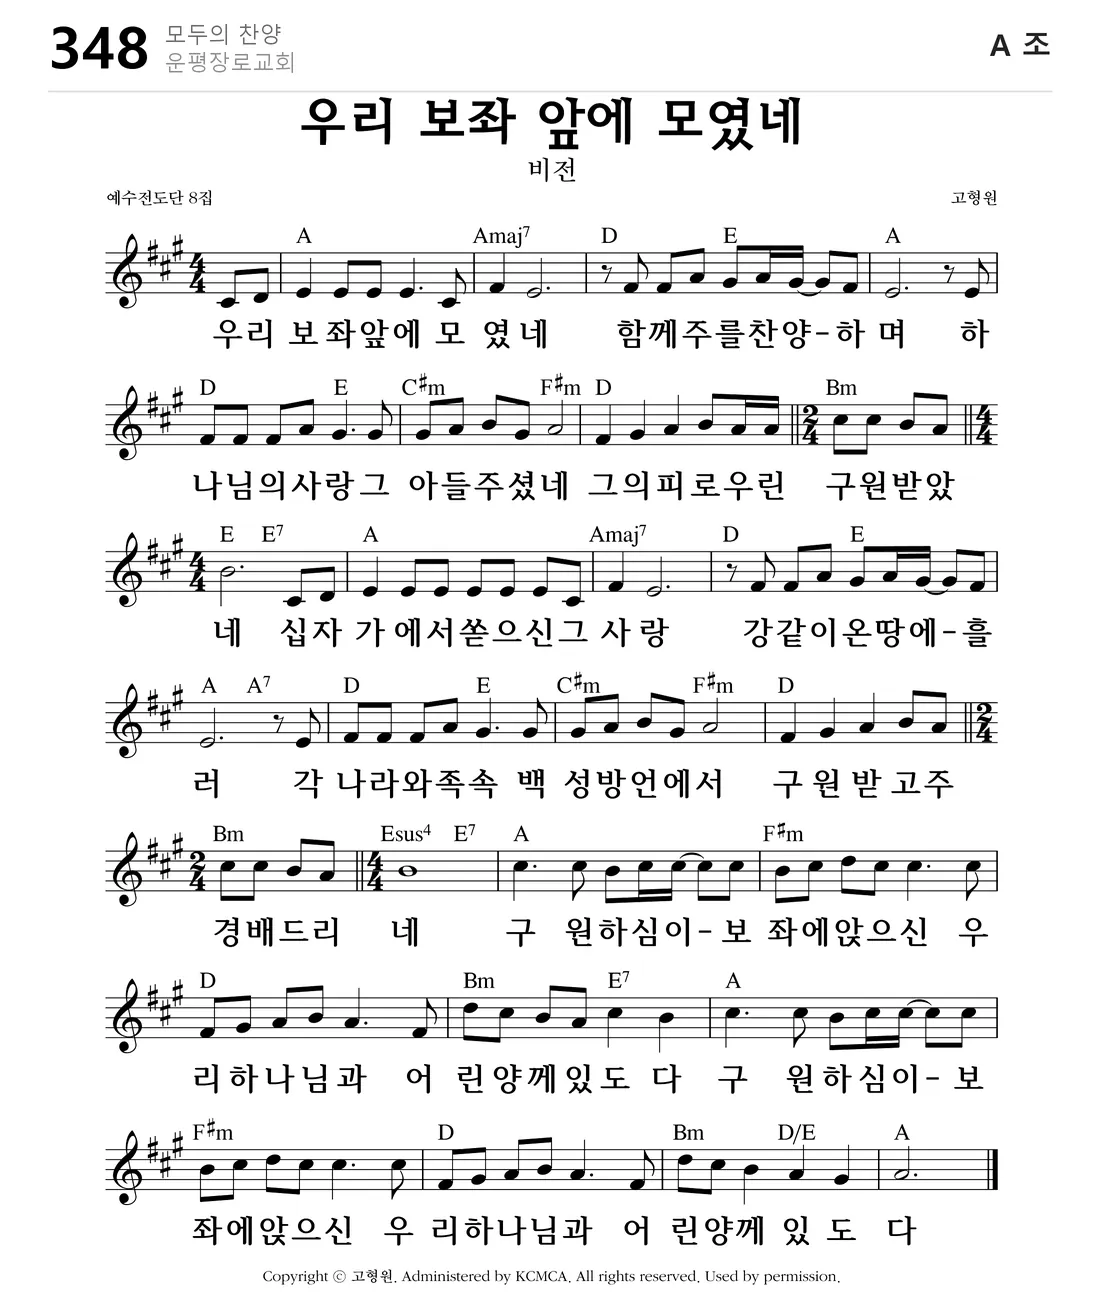 348 모두의 찬양
운평장로교회
A 조
우리 보좌 앞에 모였네
비전
예수전도단 8집 고형원
A Amaj7 D E A
우리 보좌앞에 모 였네 함께주를찬양-하며 하
D E C#m F#m D Bm
나님의사랑그 아들주셨네 그의피로우린 구원받았
E E7 A Amaj7 D E
네 십자가에서쏟으신그 사랑 강같이온땅에-흘
A A7 D E C#m F#m D
러 각 나라와족속 백 성방언에서 구원받고주
Bm Esus4 E7 A F#m
경배드리 네 구 원하심이-보 좌에앉으신 우
D Bm E7 A
리하나님과 어 린양께있도 다 구 원하심이-보
F#m D Bm D/E A
좌에앉으신 우 리하나님과 어 린양께 있 도 다
Copyright ⓒ 고형원. Administered by KCMCA. All rights reserved. Used by permission.